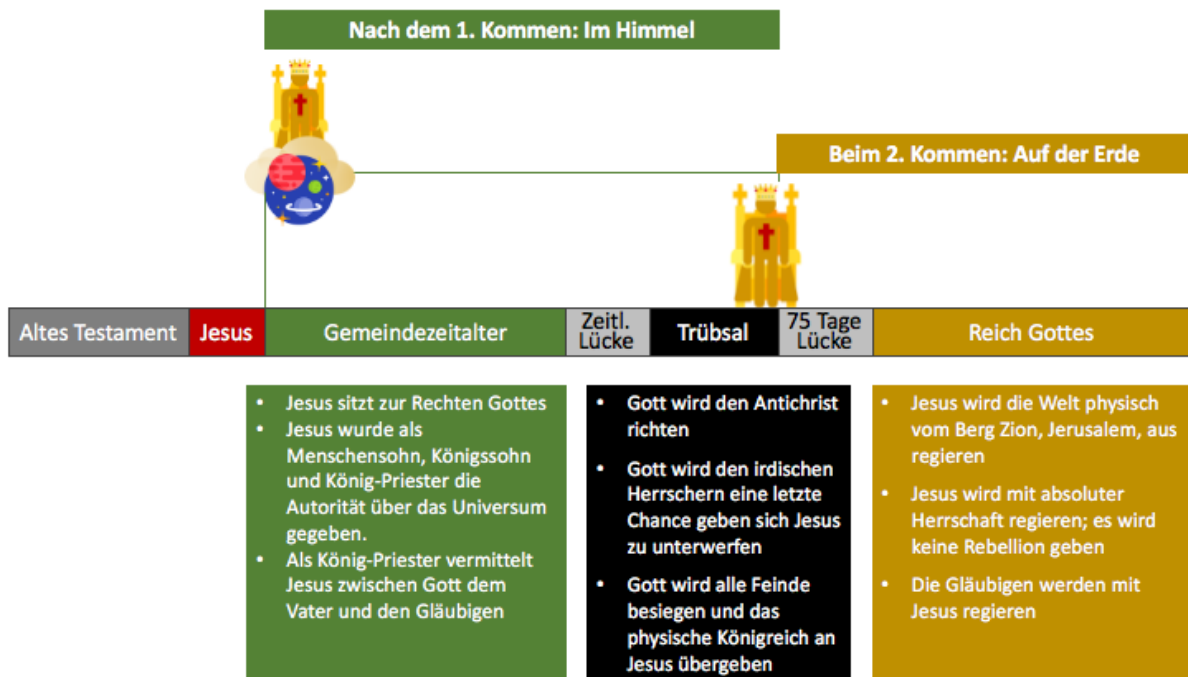 Nach dem 1. Kommen: Im Himmel
Beim 2. Kommen: Auf der Erde
Altes Testament
Jesus
Gemeindezeitalter
Zeitl.
Lücke
Trübsal
75 Tage
Lücke
Reich Gottes
• Jesus sitzt zur Rechten Gottes
• Jesus wurde als
Menschensohn, Königssohn
und König-Priester die
Autorität über das Universum
gegeben.
• Als König-Priester vermittelt
Jesus zwischen Gott dem
Vater und den Gläubigen
• Gott wird den Antichrist
richten
• Gott wird den irdischen
Herrschern eine letzte
Chance geben sich Jesus
zu unterwerfen
• Gott wird alle Feinde
besiegen und das
physische Königreich an
Jesus übergeben
• Jesus wird die Welt physisch
vom Berg Zion, Jerusalem, aus
regieren
• Jesus wird mit absoluter
Herrschaft regieren; es wird
keine Rebellion geben
• Die Gläubigen werden mit
Jesus regieren